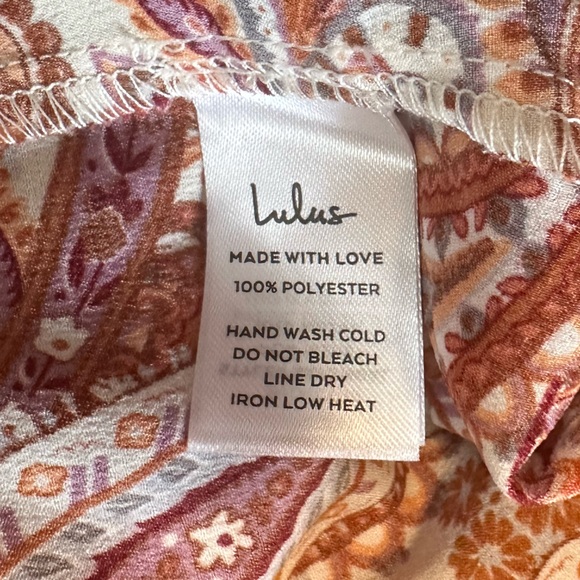 Lulus
MADE WITH LOVE
100% POLYESTER
HAND WASH COLD
DO NOT BLEACH
LINE DRY
IRON LOW HEAT